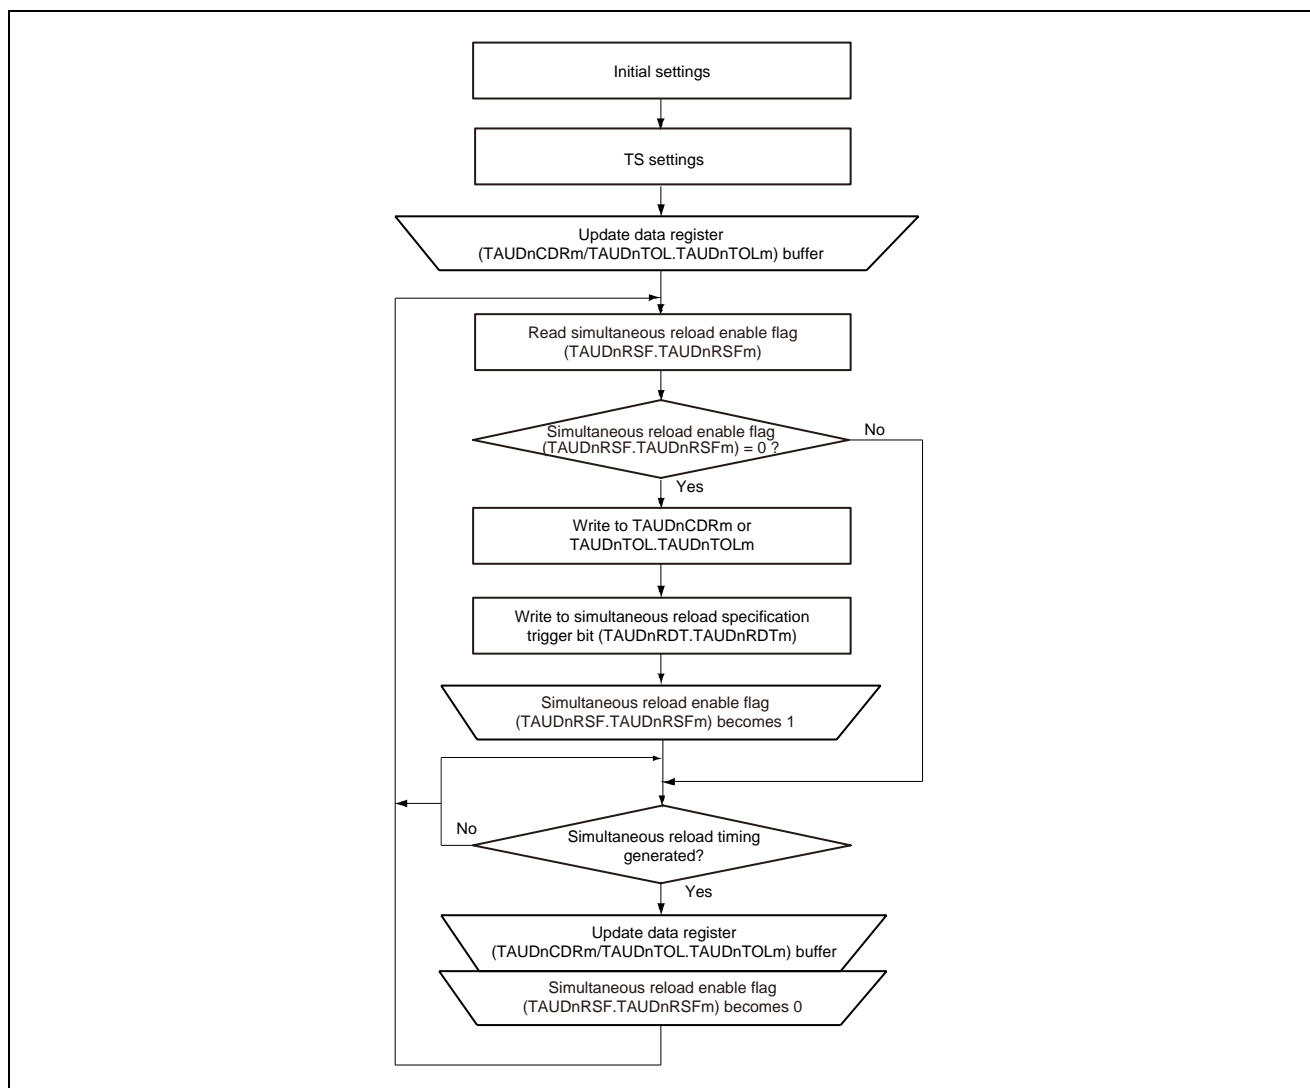 Initial settings
TS settings
Update data register
(TAUDnCDRm/TAUDnTOL.TAUDnTOLm) buffer
Read simultaneous reload enable flag
(TAUDnRSF.TAUDnRSFm)
Simultaneous reload enable flag
(TAUDnRSF.TAUDnRSFm) = 0 ?
No
Yes
Write to TAUDnCDRm or
TAUDnTOL.TAUDnTOLm
Write to simultaneous reload specification
trigger bit (TAUDnRDT.TAUDnRDTm)
Simultaneous reload enable flag
(TAUDnRSF.TAUDnRSFm) becomes 1
No
Simultaneous reload timing
generated?
Yes
Update data register
(TAUDnCDRm/TAUDnTOL.TAUDnTOLm) buffer
Simultaneous reload enable flag
(TAUDnRSF.TAUDnRSFm) becomes 0